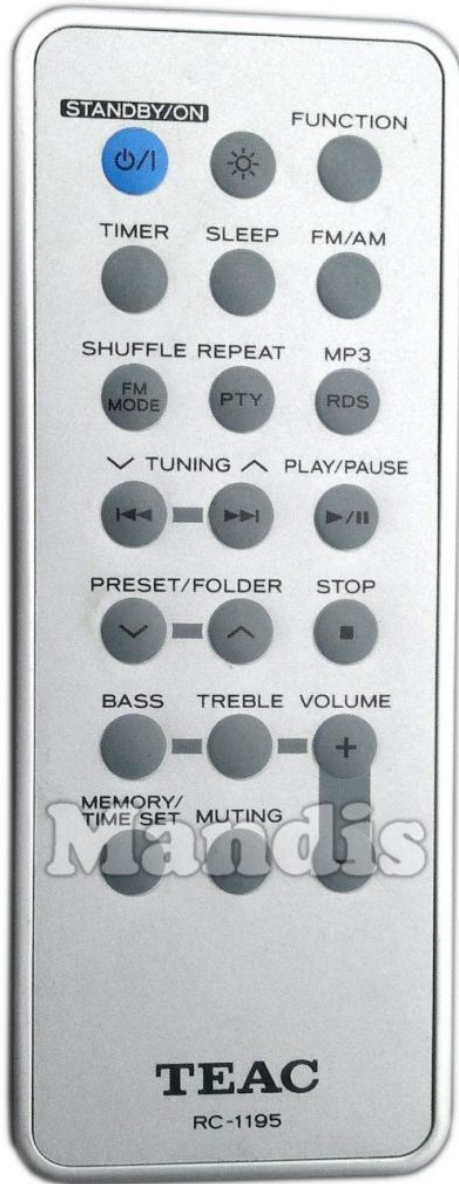 STANDBY/ON
FUNCTION
⏻/I
TIMER SLEEP FM/AM
SHUFFLE REPEAT MP3
FM
MODE
PTY
RDS
TUNING PLAY/PAUSE
PRESET/FOLDER STOP
BASS TREBLE VOLUME
+
MEMORY/
TIME SET MUTING
-
Mandis
TEAC
RC-1195